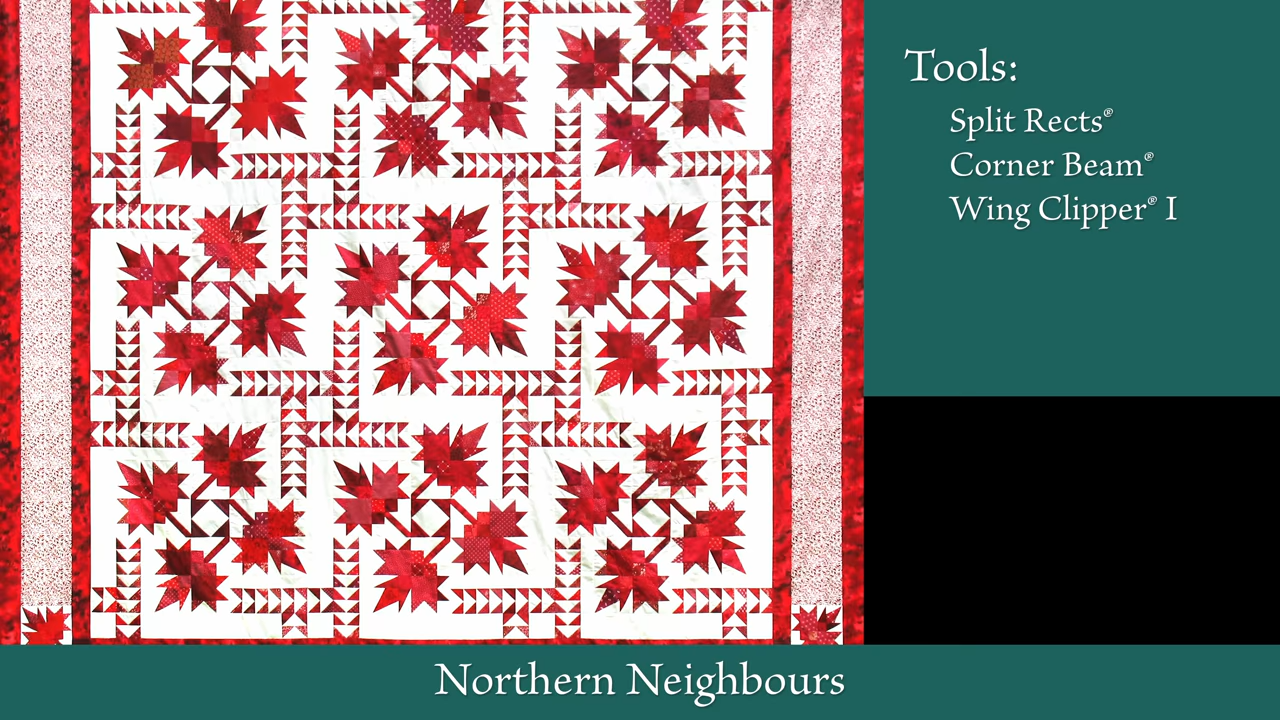 Tools:
Split Rects®
Corner Beam®
Wing Clipper® I
Northern Neighbours